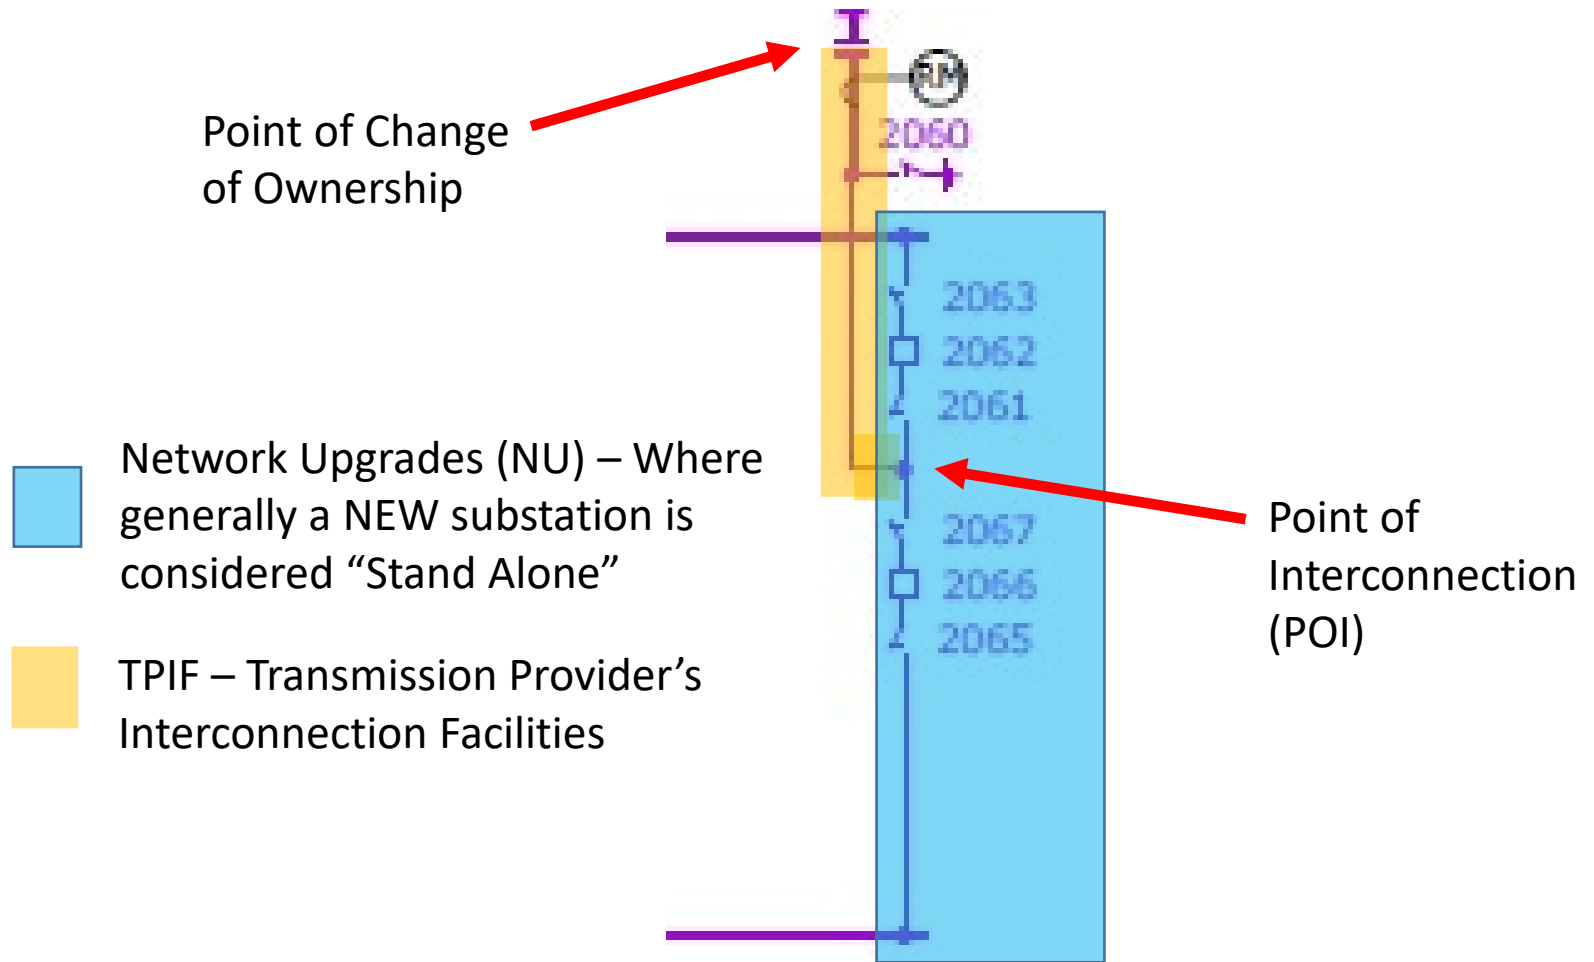 Point of Change
of Ownership
2060
2063
2062
2061
Network Upgrades (NU) – Where
generally a NEW substation is
considered “Stand Alone”
Point of
Interconnection
(POI)
2067
2066
2065
TPIF – Transmission Provider’s
Interconnection Facilities